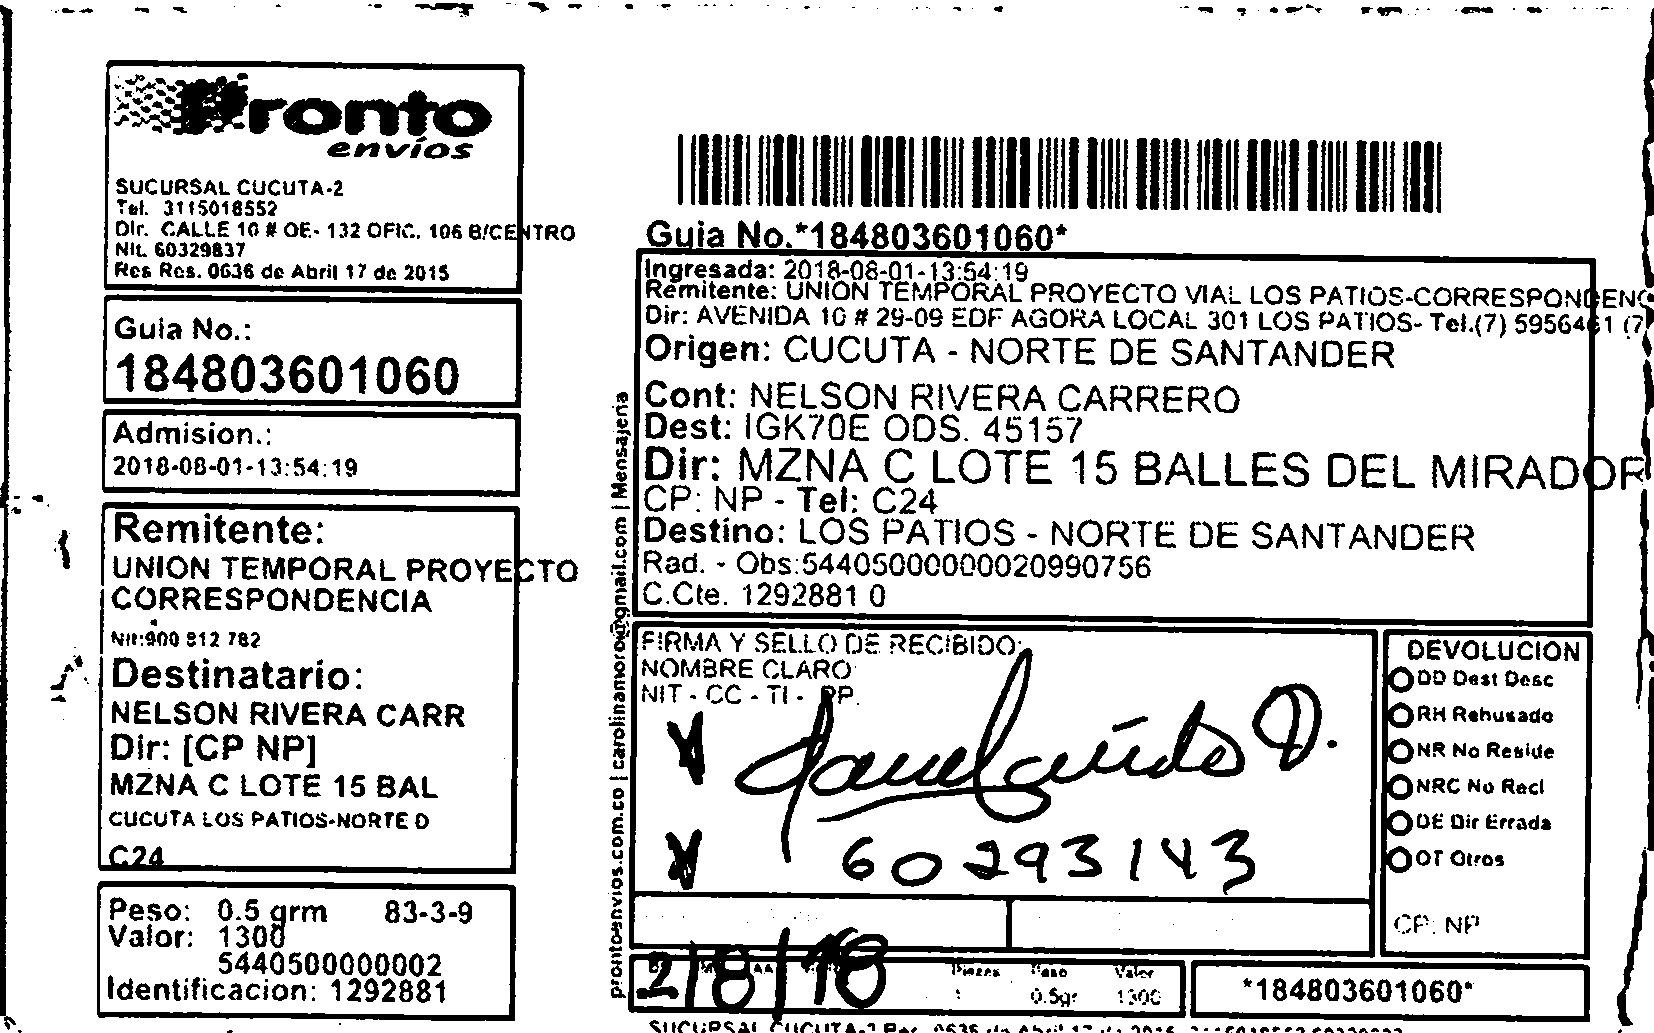 Pronto
envíos
SUCURSAL CUCUTA-2
Tel. 3115018552
Dir. CALLE 10 # OE- 132 OFIC. 106 B/CENTRO
Nit. 60329837
Res Res. 0636 de Abril 17 de 2015
Guia No.:
184803601060
Admision.:
2018-08-01-13:54:19
Remitente:
UNION TEMPORAL PROYECTO
CORRESPONDENCIA
Nit:900 812 782
Destinatario:
NELSON RIVERA CARR
Dir: [CP NP]
MZNA C LOTE 15 BAL
CUCUTA LOS PATIOS-NORTE D
C24
Peso: 0.5 grm 83-3-9
Valor: 1300
5440500000002
Identificacion: 1292881
prontoenvios.com.co | carolinamoro@gmail.com | Mensajeria
Guia No.*184803601060*
Ingresada: 2018-08-01-13:54:19
Remitente: UNION TEMPORAL PROYECTO VIAL LOS PATIOS-CORRESPONDENC
Dir: AVENIDA 10 # 29-09 EDF AGORA LOCAL 301 LOS PATIOS- Tel.(7) 5956461 (7
Origen: CUCUTA - NORTE DE SANTANDER
Cont: NELSON RIVERA CARRERO
Dest: IGK70E ODS. 45157
Dir: MZNA C LOTE 15 BALLES DEL MIRADOR
CP: NP - Tel: C24
Destino: LOS PATIOS - NORTE DE SANTANDER
Rad. - Obs:54405000000020990756
C.Cte. 1292881 0
FIRMA Y SELLO DE RECIBIDO:
NOMBRE CLARO
NIT - CC - TI - PP.
60293143
DEVOLUCION
DD Dest Desc
RH Rehusado
NR No Reside
NRC No Recl
DE Dir Errada
OT Otros
CP: NP
2/8/18
Piezas Peso Valor
1 0.5gr 1300
*184803601060*